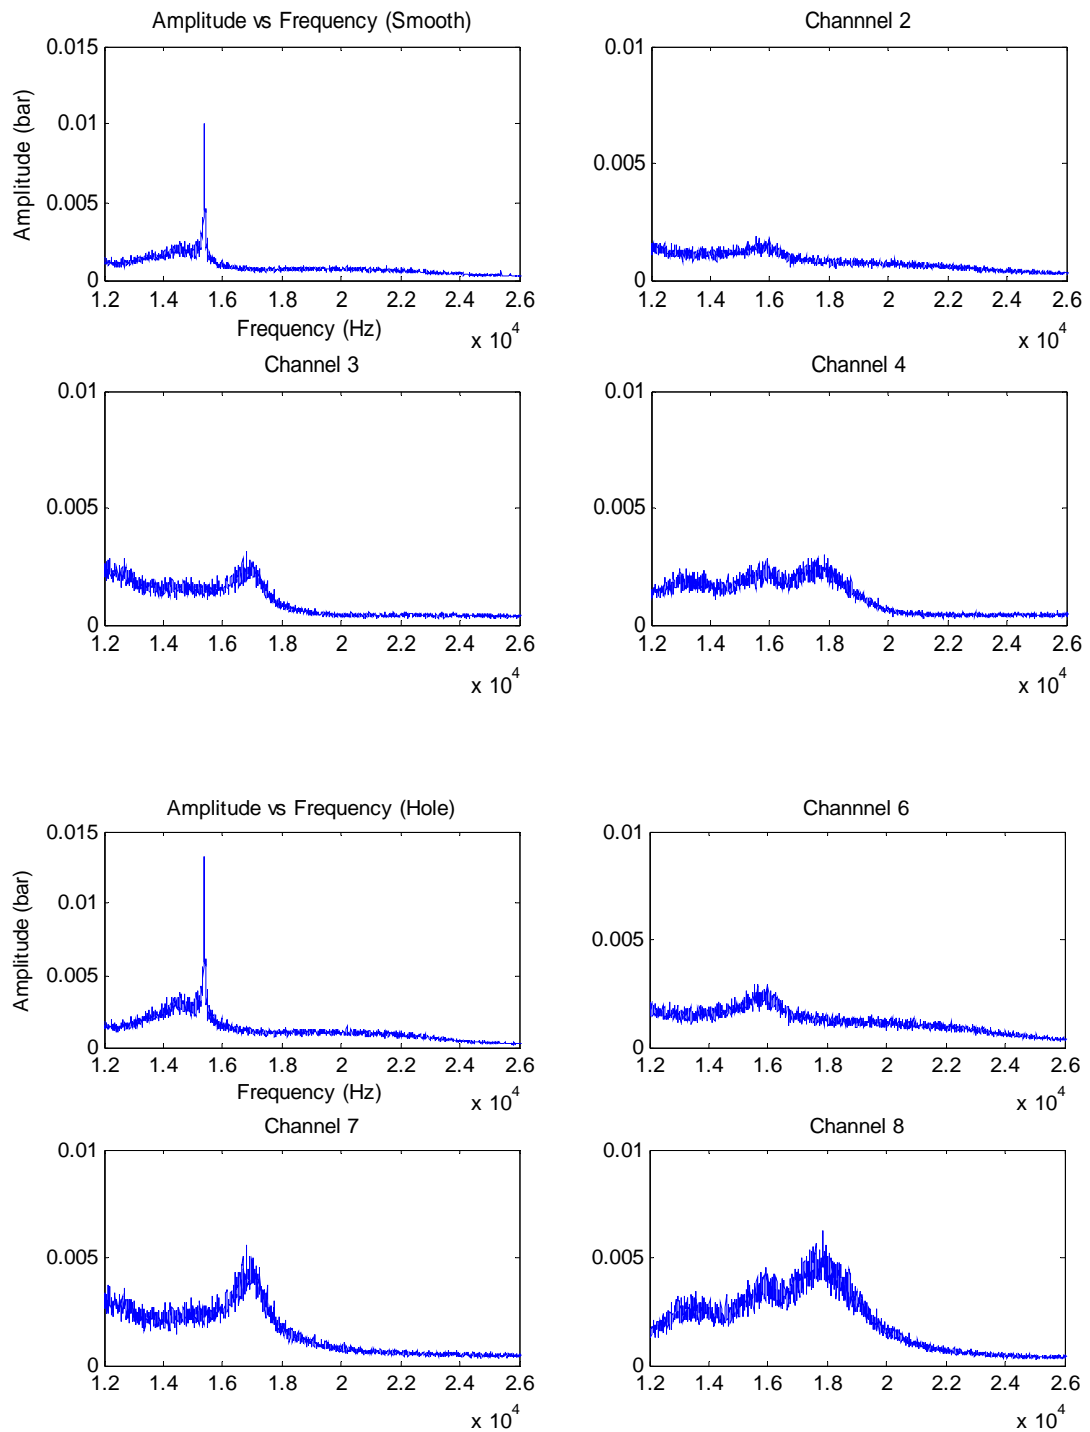 Amplitude vs Frequency (Smooth)
0.015
0.01
0.005
0
Amplitude (bar)
1.2 1.4 1.6 1.8 2 2.2 2.4 2.6
Frequency (Hz)
x 10^4
Channnel 2
0.01
0.005
0
1.2 1.4 1.6 1.8 2 2.2 2.4 2.6
x 10^4
Channel 3
0.01
0.005
0
1.2 1.4 1.6 1.8 2 2.2 2.4 2.6
x 10^4
Channel 4
0.01
0.005
0
1.2 1.4 1.6 1.8 2 2.2 2.4 2.6
x 10^4
Amplitude vs Frequency (Hole)
0.015
0.01
0.005
0
Amplitude (bar)
1.2 1.4 1.6 1.8 2 2.2 2.4 2.6
Frequency (Hz)
x 10^4
Channnel 6
0.01
0.005
0
1.2 1.4 1.6 1.8 2 2.2 2.4 2.6
x 10^4
Channel 7
0.01
0.005
0
1.2 1.4 1.6 1.8 2 2.2 2.4 2.6
x 10^4
Channel 8
0.01
0.005
0
1.2 1.4 1.6 1.8 2 2.2 2.4 2.6
x 10^4